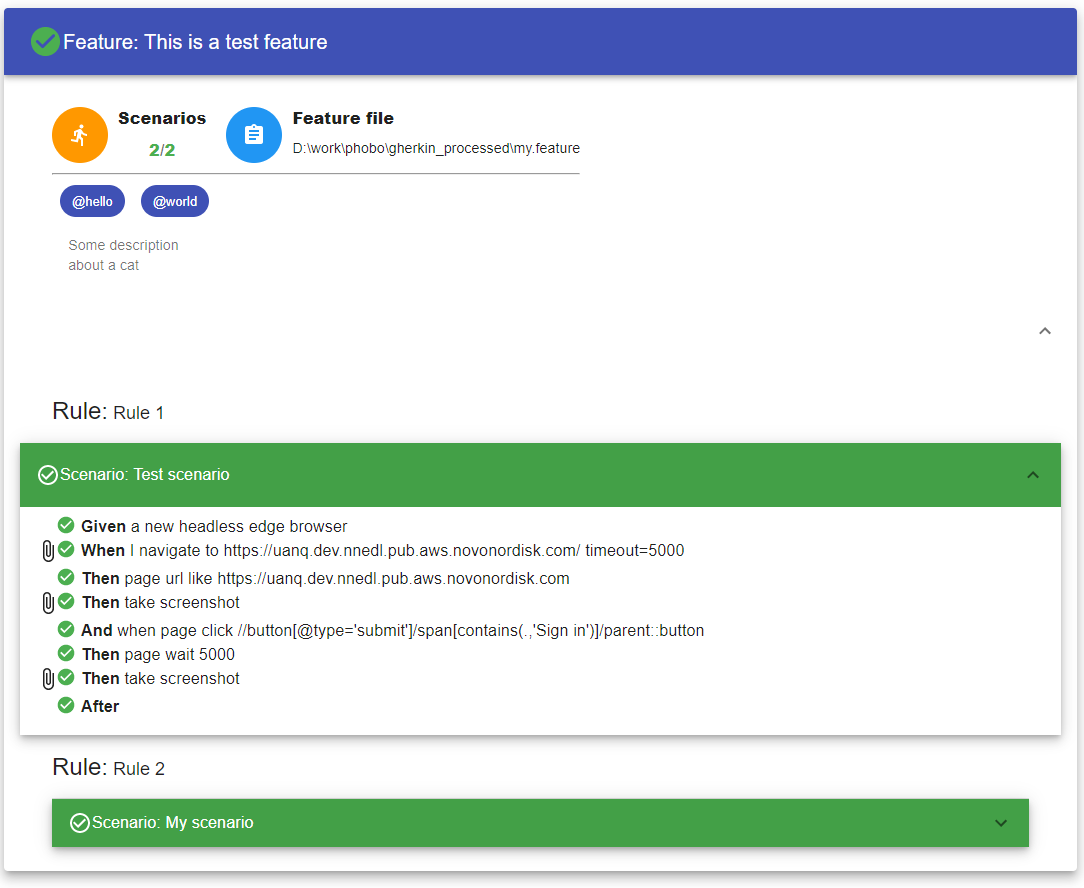 Feature: This is a test feature
Scenarios
2/2
Feature file
D:\work\phobo\gherkin_processed\my.feature
@hello @world
Some description
about a cat
Rule: Rule 1
Scenario: Test scenario
Given a new headless edge browser
When I navigate to https://uanq.dev.nnedl.pub.aws.novonordisk.com/ timeout=5000
Then page url like https://uanq.dev.nnedl.pub.aws.novonordisk.com
Then take screenshot
And when page click //button[@type='submit']/span[contains(.,'Sign in')]/parent::button
Then page wait 5000
Then take screenshot
After
Rule: Rule 2
Scenario: My scenario